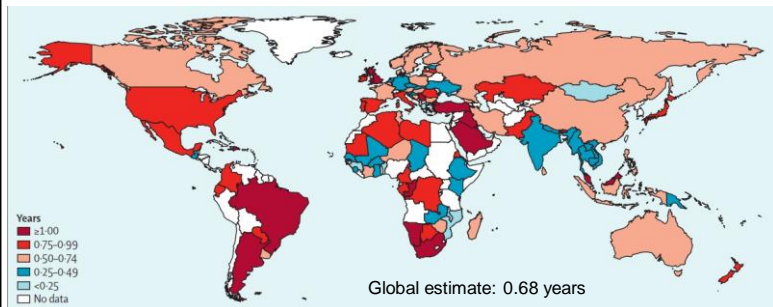 Years
≥1·00
0·75–0·99
0·50–0·74
0·25–0·49
<0·25
No data
Global estimate: 0.68 years